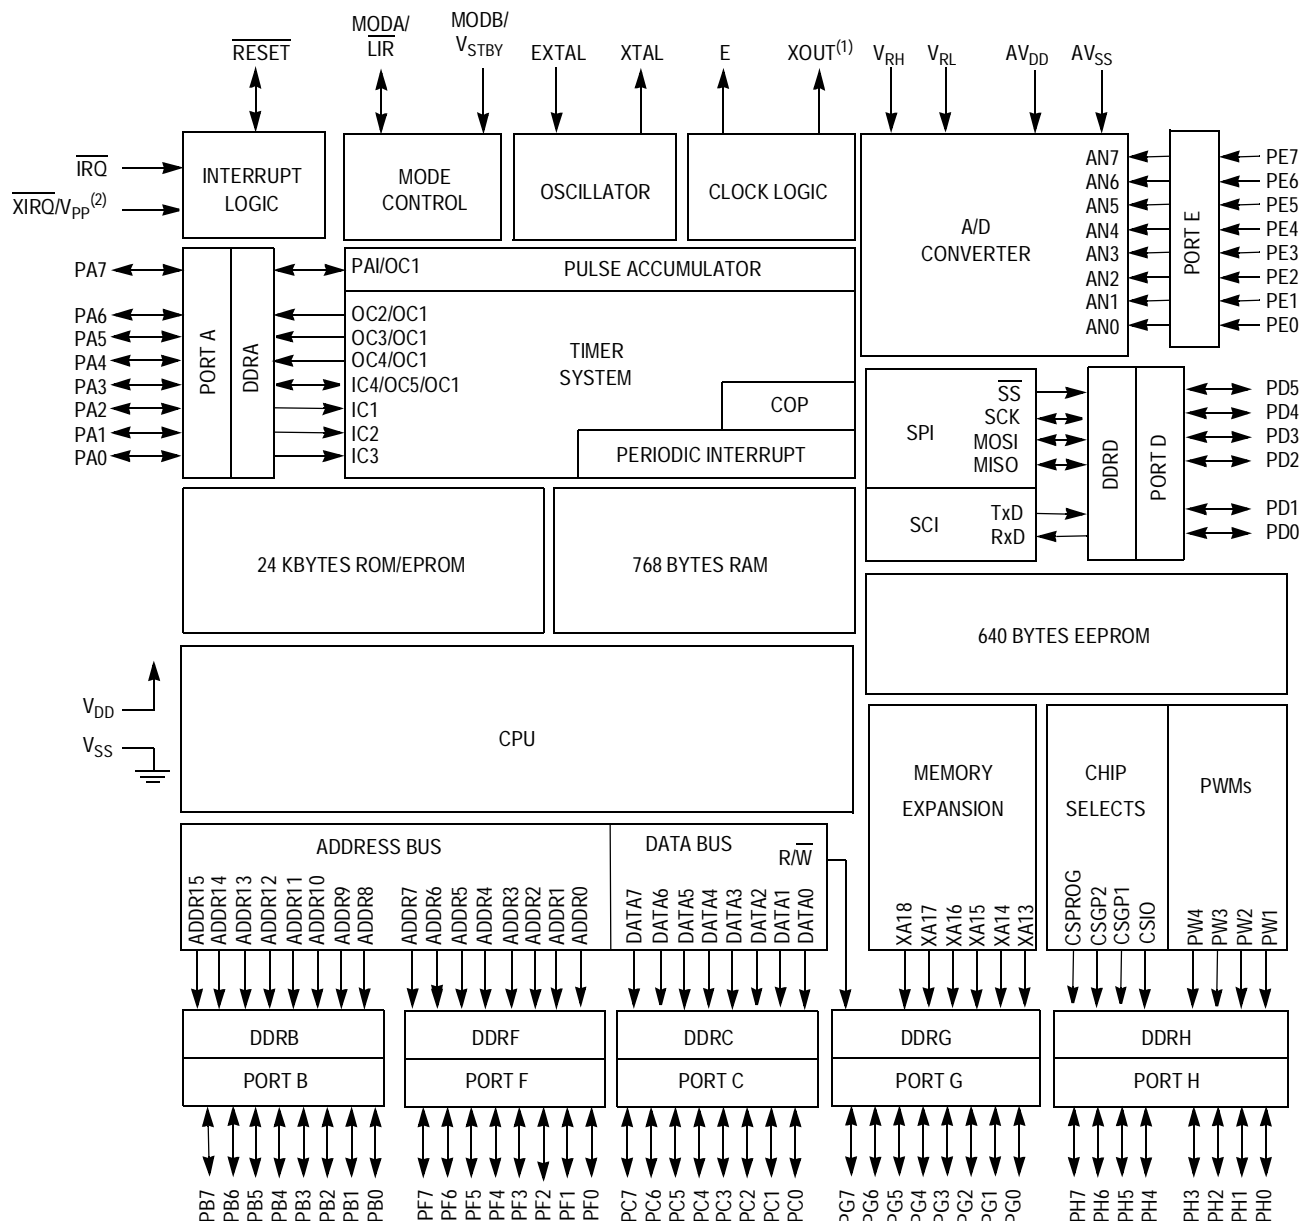 RESET
MODA/
LIR
MODB/
VSTBY
EXTAL
XTAL
E
XOUT(1)
VRH
VRL
AVDD
AVSS
IRQ
XIRQ/VPP(2)
INTERRUPT
LOGIC
MODE
CONTROL
OSCILLATOR
CLOCK LOGIC
A/D
CONVERTER
AN7
AN6
AN5
AN4
AN3
AN2
AN1
AN0
PORT E
PE7
PE6
PE5
PE4
PE3
PE2
PE1
PE0
PA7
PA6
PA5
PA4
PA3
PA2
PA1
PA0
PORT A
DDRA
PAI/OC1
PULSE ACCUMULATOR
OC2/OC1
OC3/OC1
OC4/OC1
IC4/OC5/OC1
IC1
IC2
IC3
TIMER
SYSTEM
COP
PERIODIC INTERRUPT
SPI
SS
SCK
MOSI
MISO
SCI
TxD
RxD
DDRD
PORT D
PD5
PD4
PD3
PD2
PD1
PD0
24 KBYTES ROM/EPROM
768 BYTES RAM
640 BYTES EEPROM
VDD
VSS
CPU
MEMORY
EXPANSION
CHIP
SELECTS
PWMs
ADDRESS BUS
DATA BUS
R/W
ADDR15
ADDR14
ADDR13
ADDR12
ADDR11
ADDR10
ADDR9
ADDR8
ADDR7
ADDR6
ADDR5
ADDR4
ADDR3
ADDR2
ADDR1
ADDR0
DATA7
DATA6
DATA5
DATA4
DATA3
DATA2
DATA1
DATA0
XA18
XA17
XA16
XA15
XA14
XA13
CSPROG
CSGP2
CSGP1
CSIO
PW4
PW3
PW2
PW1
DDRB
PORT B
DDRF
PORT F
DDRC
PORT C
DDRG
PORT G
DDRH
PORT H
PB7
PB6
PB5
PB4
PB3
PB2
PB1
PB0
PF7
PF6
PF5
PF4
PF3
PF2
PF1
PF0
PC7
PC6
PC5
PC4
PC3
PC2
PC1
PC0
PG7
PG6
PG5
PG4
PG3
PG2
PG1
PG0
PH7
PH6
PH5
PH4
PH3
PH2
PH1
PH0